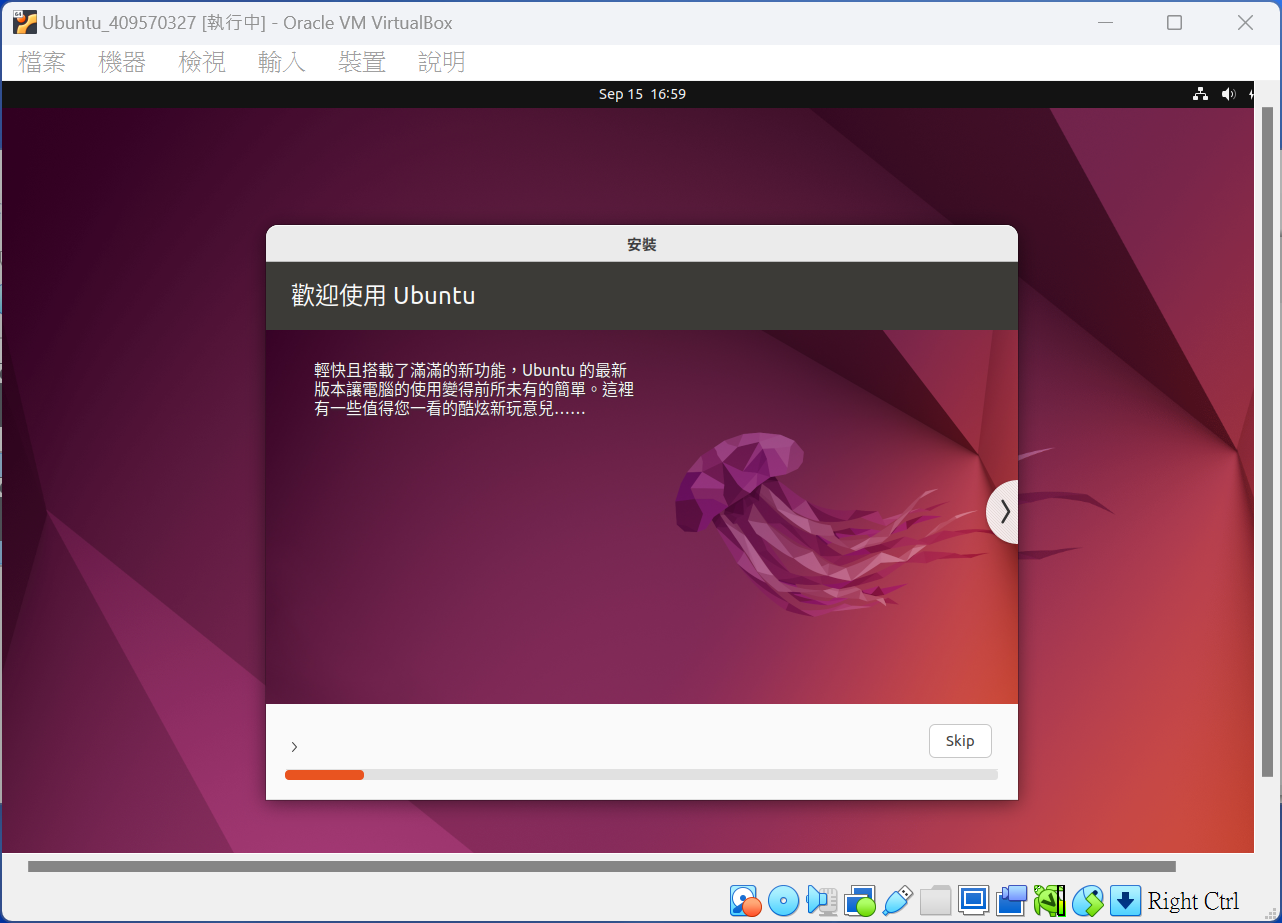 Ubuntu_409570327 [執行中] - Oracle VM VirtualBox
檔案 機器 檢視 輸入 裝置 說明
Sep 15 16:59
安裝
歡迎使用 Ubuntu
輕快且搭載了滿滿的新功能，Ubuntu 的最新
版本讓電腦的使用變得前所未有的簡單。這裡
有一些值得您一看的酷炫新玩意兒……
Skip
Right Ctrl